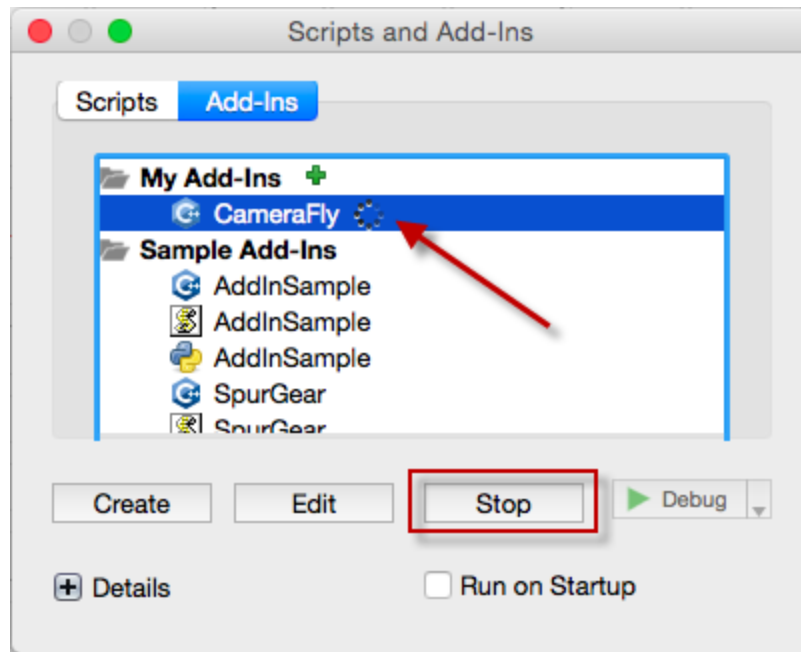 Scripts and Add-Ins
Scripts Add-Ins
My Add-Ins
CameraFly
Sample Add-Ins
AddInSample
AddInSample
AddInSample
SpurGear
SpurGear
Create Edit Stop Debug
Details Run on Startup